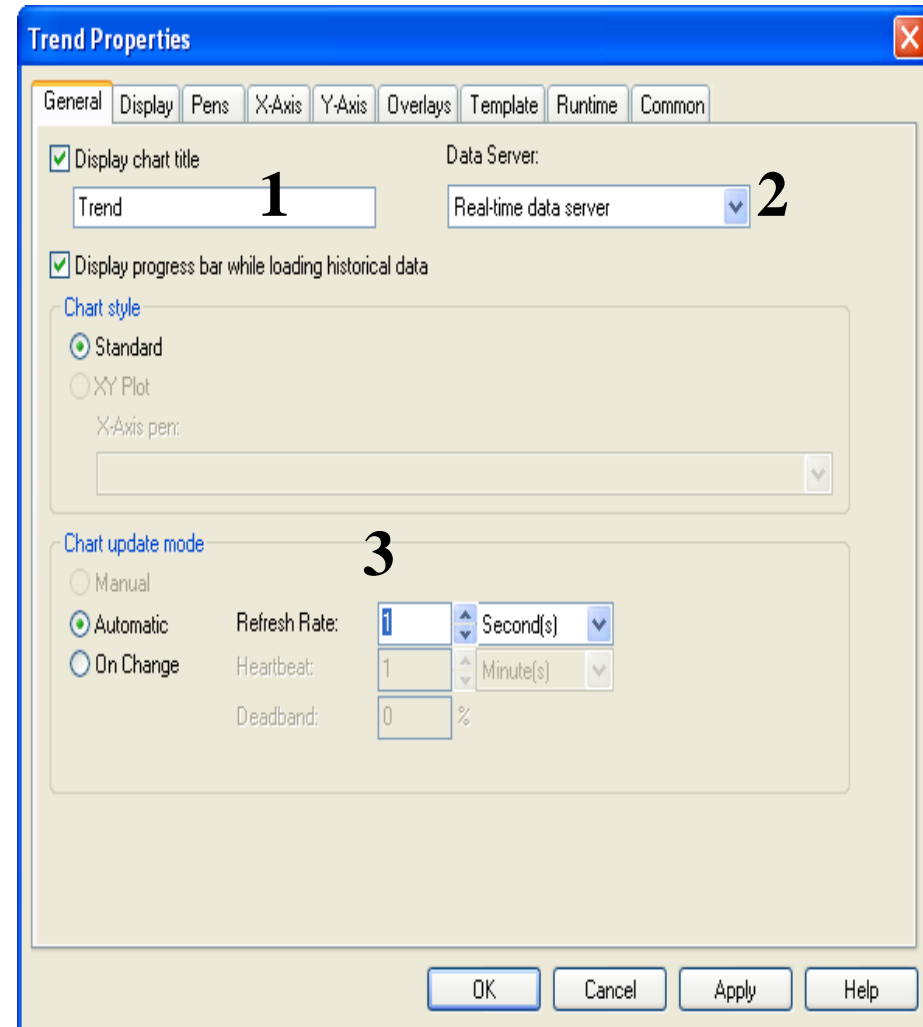 Trend Properties
General Display Pens X-Axis Y-Axis Overlays Template Runtime Common
Display chart title Data Server:
Trend 1 Real-time data server 2
Display progress bar while loading historical data
Chart style
Standard
XY Plot
X-Axis pen:
Chart update mode 3
Manual
Automatic Refresh Rate: 1 Second(s)
On Change Heartbeat: 1 Minute(s)
Deadband: 0 %
OK Cancel Apply Help